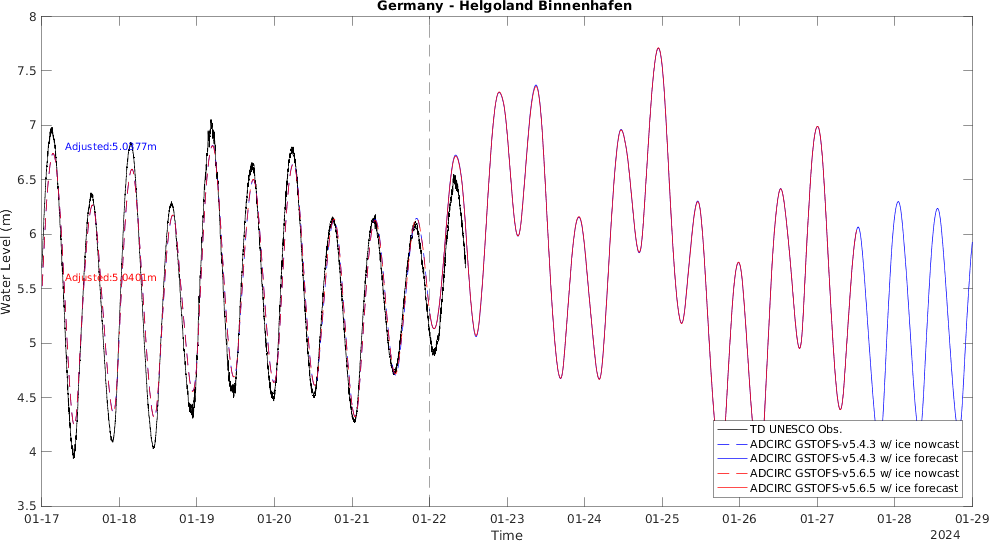 Germany - Helgoland Binnenhafen
8
7.5
7
6.5
6
5.5
5
4.5
4
3.5
Water Level (m)
Adjusted:5.0377m
Adjusted:5.0401m
TD UNESCO Obs.
ADCIRC GSTOFS-v5.4.3 w/ ice nowcast
ADCIRC GSTOFS-v5.4.3 w/ ice forecast
ADCIRC GSTOFS-v5.6.5 w/ ice nowcast
ADCIRC GSTOFS-v5.6.5 w/ ice forecast
01-17 01-18 01-19 01-20 01-21 01-22 01-23 01-24 01-25 01-26 01-27 01-28 01-29
Time
2024